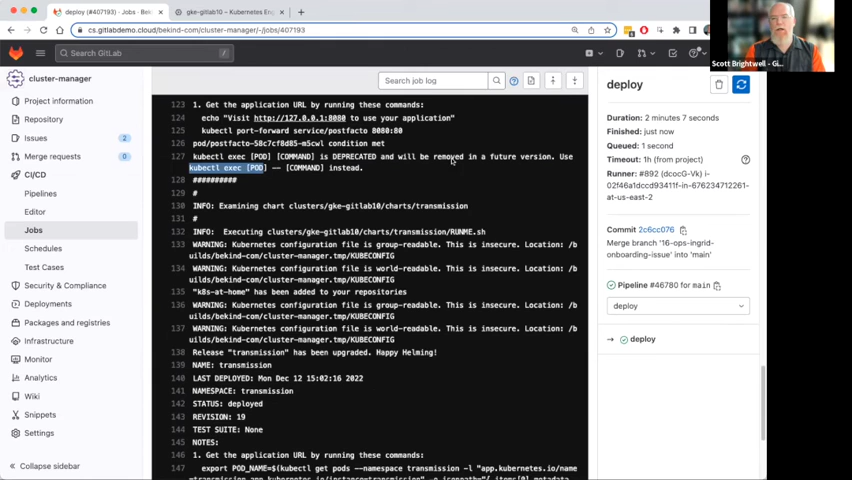 deploy (#407193) · Jobs · Bekind
gke-gitlab10 – Kubernetes Engi
cs.gitlabdemo.cloud/bekind-com/cluster-manager/-/jobs/407193
Search GitLab
/
Scott Brightwell - Gi...
cluster-manager
Project information
Repository
Issues
2
Merge requests
0
CI/CD
Pipelines
Editor
Jobs
Schedules
Test Cases
Security & Compliance
Deployments
Packages and registries
Infrastructure
Monitor
Analytics
Wiki
Snippets
Settings
Collapse sidebar
Search job log
123 1. Get the application URL by running these commands:
124 echo "Visit http://127.0.0.1:8080 to use your application"
125 kubectl port-forward service/postfacto 8080:80
126 pod/postfacto-58c7cf8d85-m5cwl condition met
127 kubectl exec [POD] [COMMAND] is DEPRECATED and will be removed in a future version. Use
kubectl exec [POD] -- [COMMAND] instead.
128 ##########
129 #
130 INFO: Examining chart clusters/gke-gitlab10/charts/transmission
131 #
132 INFO:  Executing clusters/gke-gitlab10/charts/transmission/RUNME.sh
133 WARNING: Kubernetes configuration file is group-readable. This is insecure. Location: /b
uilds/bekind-com/cluster-manager.tmp/KUBECONFIG
134 WARNING: Kubernetes configuration file is world-readable. This is insecure. Location: /b
uilds/bekind-com/cluster-manager.tmp/KUBECONFIG
135 "k8s-at-home" has been added to your repositories
136 WARNING: Kubernetes configuration file is group-readable. This is insecure. Location: /b
uilds/bekind-com/cluster-manager.tmp/KUBECONFIG
137 WARNING: Kubernetes configuration file is world-readable. This is insecure. Location: /b
uilds/bekind-com/cluster-manager.tmp/KUBECONFIG
138 Release "transmission" has been upgraded. Happy Helming!
139 NAME: transmission
140 LAST DEPLOYED: Mon Dec 12 15:02:16 2022
141 NAMESPACE: transmission
142 STATUS: deployed
143 REVISION: 19
144 TEST SUITE: None
145 NOTES:
146 1. Get the application URL by running these commands:
147 export POD_NAME=$(kubectl get pods --namespace transmission -l "app.kubernetes.io/name
deploy
Duration: 2 minutes 7 seconds
Finished: just now
Queued: 1 second
Timeout: 1h (from project)
Runner: #892 (dcocG-Vk) i-
02f46a1dccd93411f-in-676234712261-
at-us-east-2
Commit 2c6cc076
Merge branch '16-ops-ingrid-
onboarding-issue' into 'main'
Pipeline #46780 for main
deploy
→ deploy